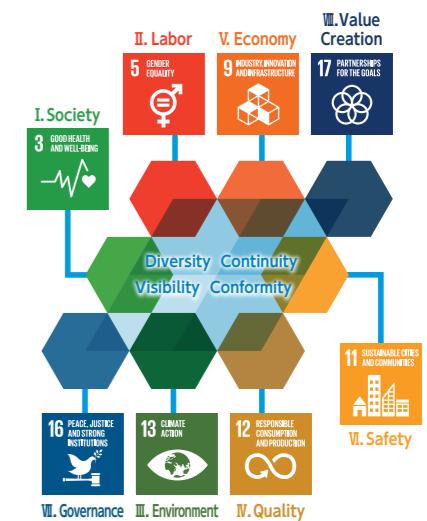 Ⅷ.Value
Creation
Ⅱ. Labor
Ⅴ. Economy
5 GENDER
EQUALITY
9 INDUSTRY, INNOVATION
AND INFRASTRUCTURE
17 PARTNERSHIPS
FOR THE GOALS
Ⅰ. Society
3 GOOD HEALTH
AND WELL-BEING
Diversity Continuity
Visibility Conformity
11 SUSTAINABLE CITIES
AND COMMUNITIES
Ⅵ. Safety
16 PEACE, JUSTICE
AND STRONG
INSTITUTIONS
13 CLIMATE
ACTION
12 RESPONSIBLE
CONSUMPTION
AND PRODUCTION
Ⅶ. Governance
Ⅲ. Environment
Ⅳ. Quality